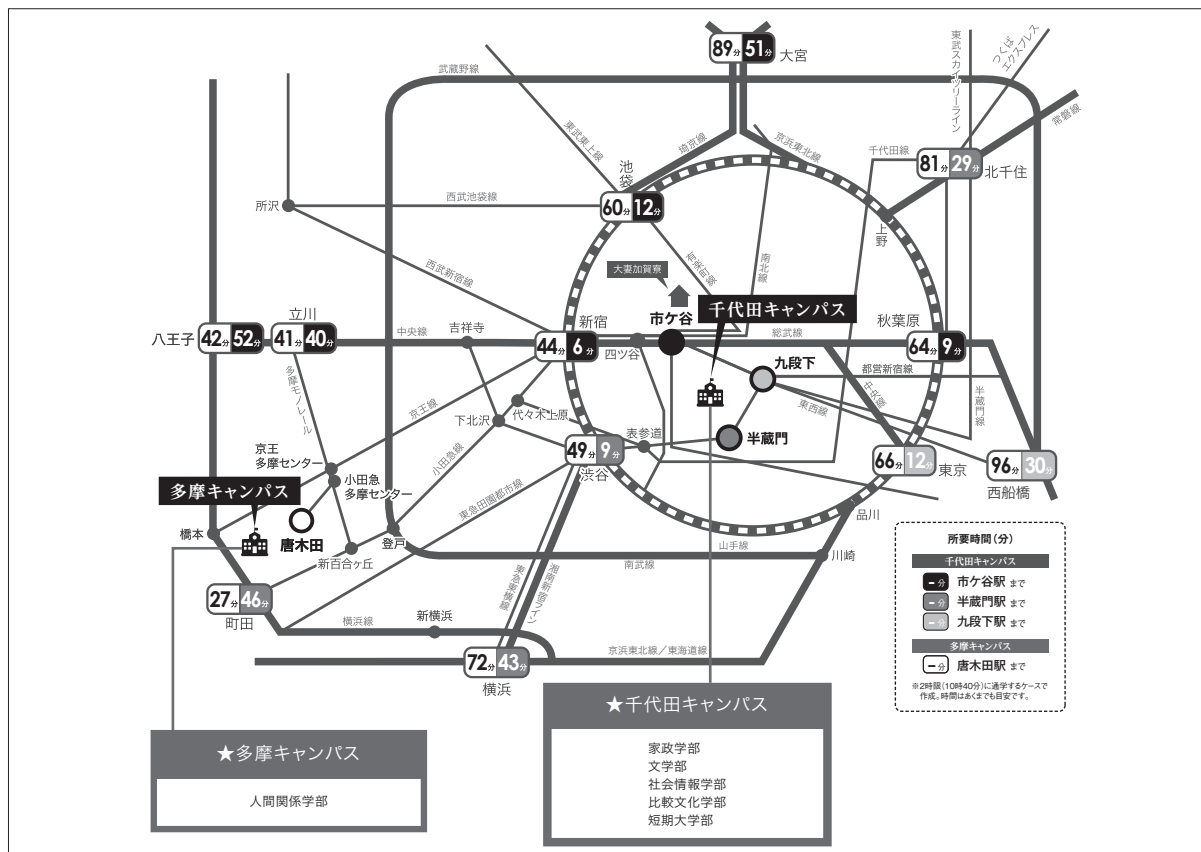 89分 51分
大宮
武蔵野線
東武スカイツリーライン
つくば
エクスプレス
東武東上線
埼京線
京浜東北線
常磐線
千代田線
81分 29分
北千住
池袋
60分 12分
所沢
西武池袋線
上野
西武新宿線
有楽町線
南北線
大妻加賀寮
千代田キャンパス
立川
八王子
42分 52分
41分 40分
中央線
吉祥寺
新宿
44分 6分
四ツ谷
市ケ谷
総武線
秋葉原
64分 9分
九段下
都営新宿線
多摩モノレール
京王線
下北沢
代々木上原
東西線
中央線
半蔵門線
半蔵門
表参道
49分 9分
渋谷
66分 12分
東京
96分 30分
西船橋
京王
多摩センター
小田急
多摩センター
小田急線
東急田園都市線
多摩キャンパス
橋本
唐木田
新百合ヶ丘
登戸
品川
山手線
南武線
川崎
27分 46分
町田
横浜線
新横浜
東急東横線
湘南新宿ライン
72分 43分
横浜
京浜東北線／東海道線
所要時間（分）
千代田キャンパス
-分 市ケ谷駅 まで
-分 半蔵門駅 まで
-分 九段下駅 まで
多摩キャンパス
-分 唐木田駅 まで
※2時限（10時40分）に通学するケースで
作成。時間はあくまでも目安です。
★多摩キャンパス
人間関係学部
★千代田キャンパス
家政学部
文学部
社会情報学部
比較文化学部
短期大学部